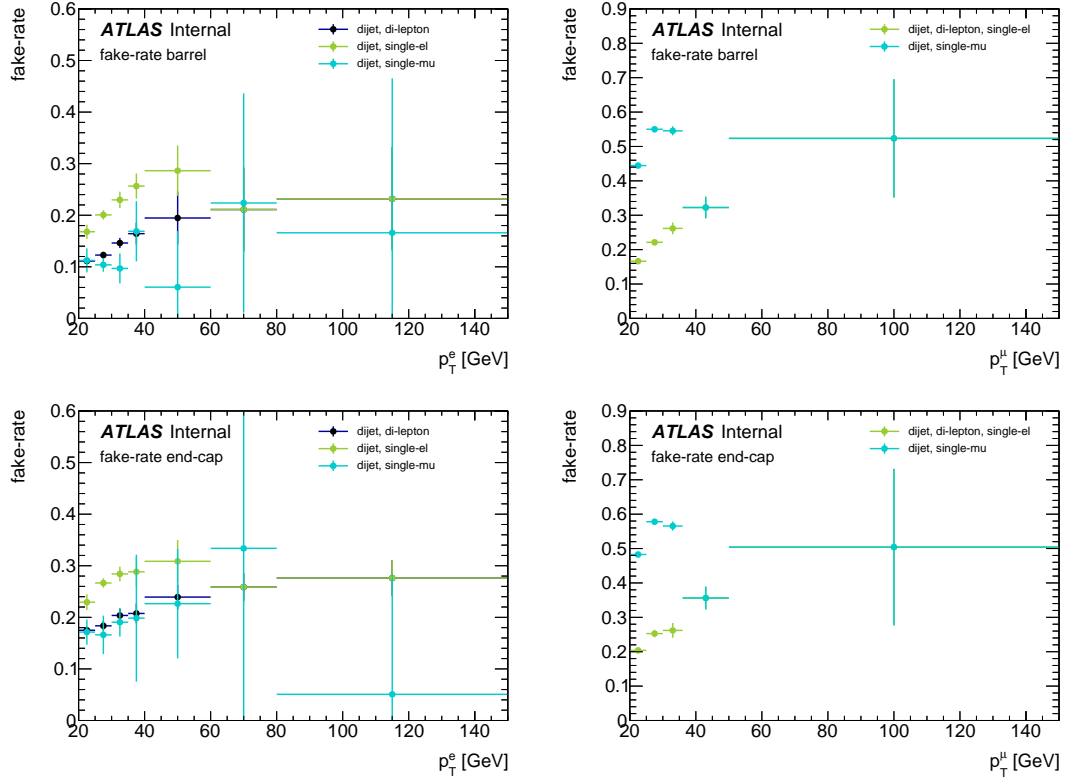 fake-rate
0.6
0.5
0.4
0.3
0.2
0.1
0
ATLAS Internal
fake-rate barrel
dijet, di-lepton
dijet, single-el
dijet, single-mu
20 40 60 80 100 120 140
p_T^e [GeV]
fake-rate
0.9
0.8
0.7
0.6
0.5
0.4
0.3
0.2
0.1
0
ATLAS Internal
fake-rate barrel
dijet, di-lepton, single-el
dijet, single-mu
20 40 60 80 100 120 140
p_T^μ [GeV]
fake-rate
0.6
0.5
0.4
0.3
0.2
0.1
0
ATLAS Internal
fake-rate end-cap
dijet, di-lepton
dijet, single-el
dijet, single-mu
20 40 60 80 100 120 140
p_T^e [GeV]
fake-rate
0.9
0.8
0.7
0.6
0.5
0.4
0.3
0.2
0.1
0
ATLAS Internal
fake-rate end-cap
dijet, di-lepton, single-el
dijet, single-mu
20 40 60 80 100 120 140
p_T^μ [GeV]